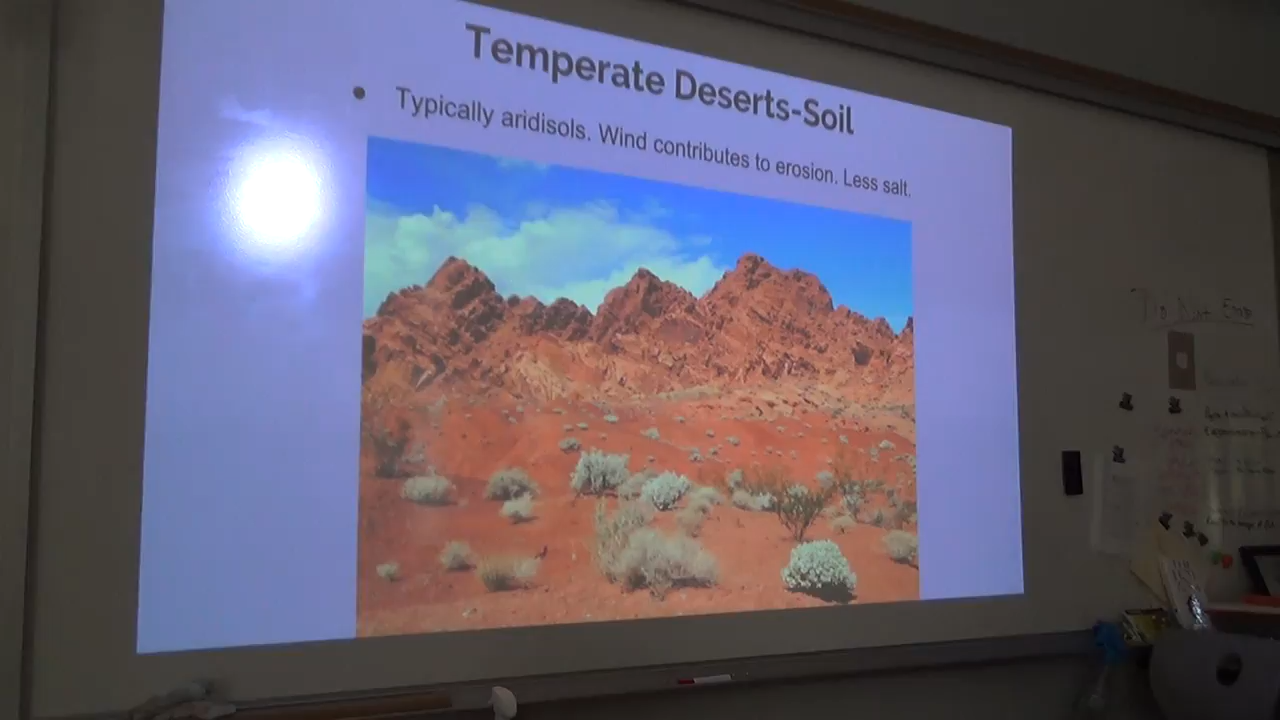 Temperate Deserts-Soil
Typically aridisols. Wind contributes to erosion. Less salt.